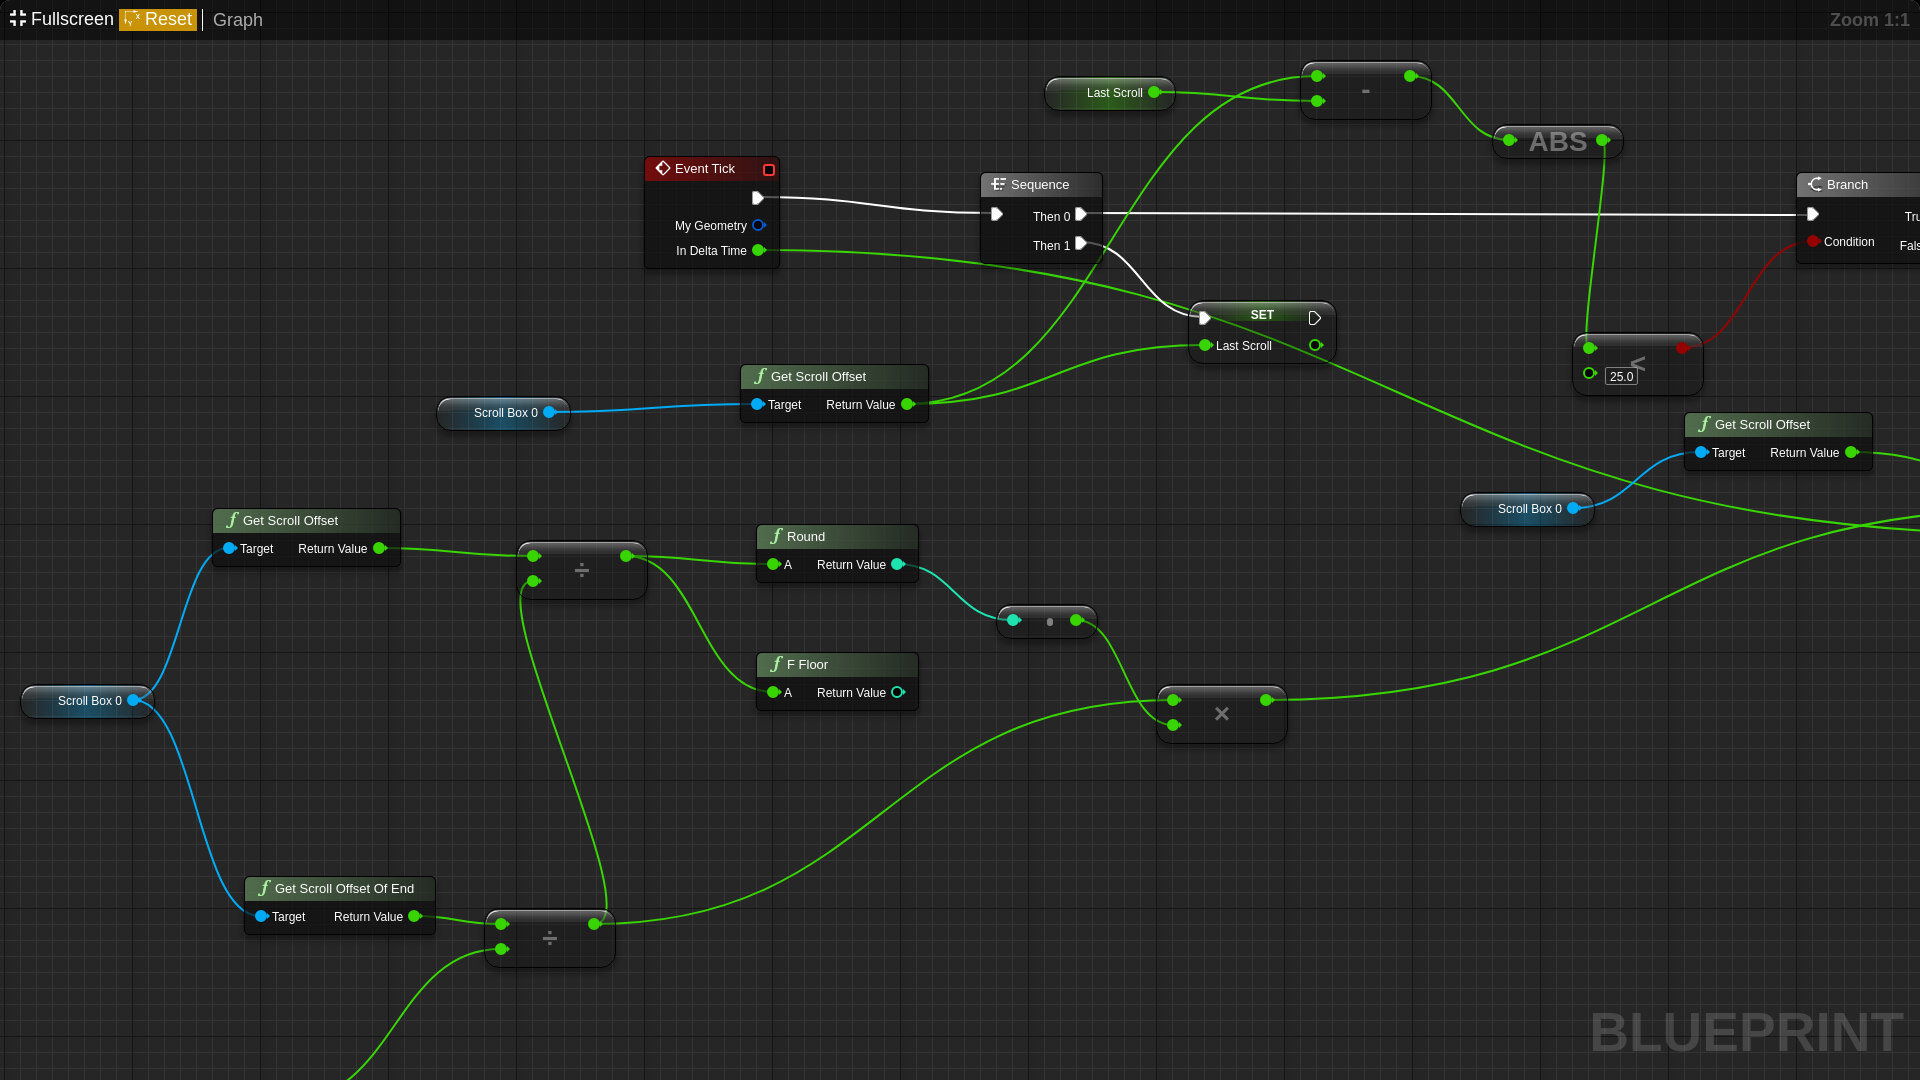 Fullscreen Reset Graph Zoom 1:1
Last Scroll
-
ABS
Event Tick
My Geometry
In Delta Time
Sequence
Then 0
Then 1
Branch
Tru
Condition Fals
SET
Last Scroll
<
25.0
Get Scroll Offset
Target Return Value
Scroll Box 0
Get Scroll Offset
Target Return Value
Scroll Box 0
Get Scroll Offset
Target Return Value
÷
Round
A Return Value
F Floor
A Return Value
•
Scroll Box 0
×
Get Scroll Offset Of End
Target Return Value
÷
BLUEPRINT